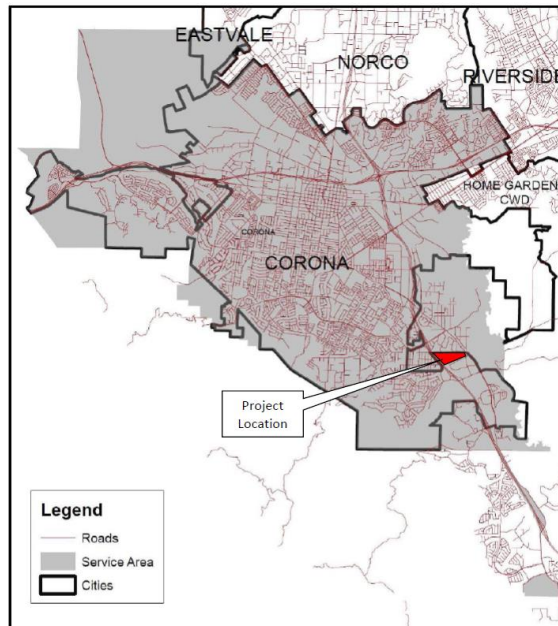 EASTVALE
NORCO
RIVERSIDE
HOME GARDEN
CWD
CORONA
CORONA
Project
Location
Legend
Roads
Service Area
Cities